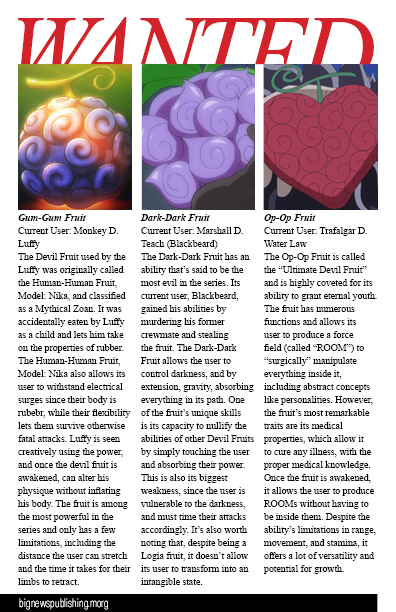 WANTED
Gum-Gum Fruit
Current User: Monkey D.
Luffy
The Devil Fruit used by the
Luffy was originally called
the Human-Human Fruit,
Model: Nika, and classified
as a Mythical Zoan. It was
accidentally eaten by Luffy
as a child and lets him take
on the properties of rubber.
The Human-Human Fruit,
Model: Nika also allows its
user to withstand electrical
surges since their body is
rubebr, while their flexibility
lets them survive otherwise
fatal attacks. Luffy is seen
creatively using the power,
and once the devil fruit is
awakened, can alter his
physique without inflating
his body. The fruit is among
the most powerful in the
series and only has a few
limitations, including the
distance the user can stretch
and the time it takes for their
limbs to retract.
Dark-Dark Fruit
Current User: Marshall D.
Teach (Blackbeard)
The Dark-Dark Fruit has an
ability that’s said to be the
most evil in the series. Its
current user, Blackbeard,
gained his abilities by
murdering his former
crewmate and stealing
the fruit. The Dark-Dark
Fruit allows the user to
control darkness, and by
extension, gravity, absorbing
everything in its path. One
of the fruit’s unique skills
is its capacity to nullify the
abilities of other Devil Fruits
by simply touching the user
and absorbing their power.
This is also its biggest
weakness, since the user is
vulnerable to the darkness,
and must time their attacks
accordingly. It’s also worth
noting that, despite being a
Logia fruit, it doesn’t allow
its user to transform into an
intangible state.
Op-Op Fruit
Current User: Trafalgar D.
Water Law
The Op-Op Fruit is called
the “Ultimate Devil Fruit”
and is highly coveted for its
ability to grant eternal youth.
The fruit has numerous
functions and allows its
user to produce a force
field (called “ROOM”) to
“surgically” manipulate
everything inside it,
including abstract concepts
like personalities. However,
the fruit’s most remarkable
traits are its medical
properties, which allow it
to cure any illness, with the
proper medical knowledge.
Once the fruit is awakened,
it allows the user to produce
ROOMs without having to
be inside them. Despite the
ability’s limitations in range,
movement, and stamina, it
offers a lot of versatility and
potential for growth.
bignewspublishing.morg